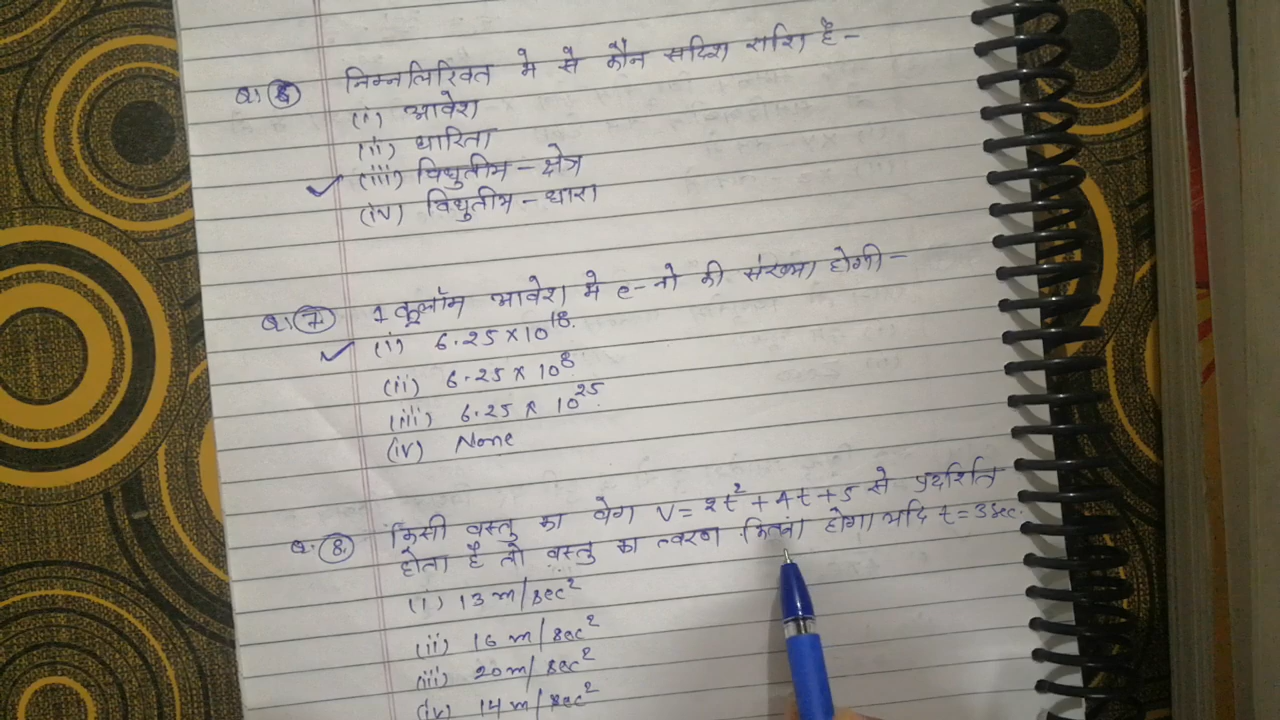 Q. 6 निम्नलिखित मे से कौन सदिश राशि है –
(i) आवेश
(ii) धारिता
(iii) विधुतीय – क्षेत्र
(iv) विधुतीय – धारा
Q. 7. 1 कूलॉम आवेश मे e-नो की संख्या होगी –
(i) 6.25 × 10^18.
(ii) 6.25 × 10^8.
(iii) 6.25 × 10^25.
(iv) None
Q. 8. किसी वस्तु का वेग V = 2t² + 4t + 5 से प्रदर्शित
होता है तो वस्तु का त्वरण कितना होगा यदि t = 3 sec.
(i) 13 m/sec²
(ii) 16 m/sec²
(iii) 20 m/sec²
(iv) 14 m/sec²